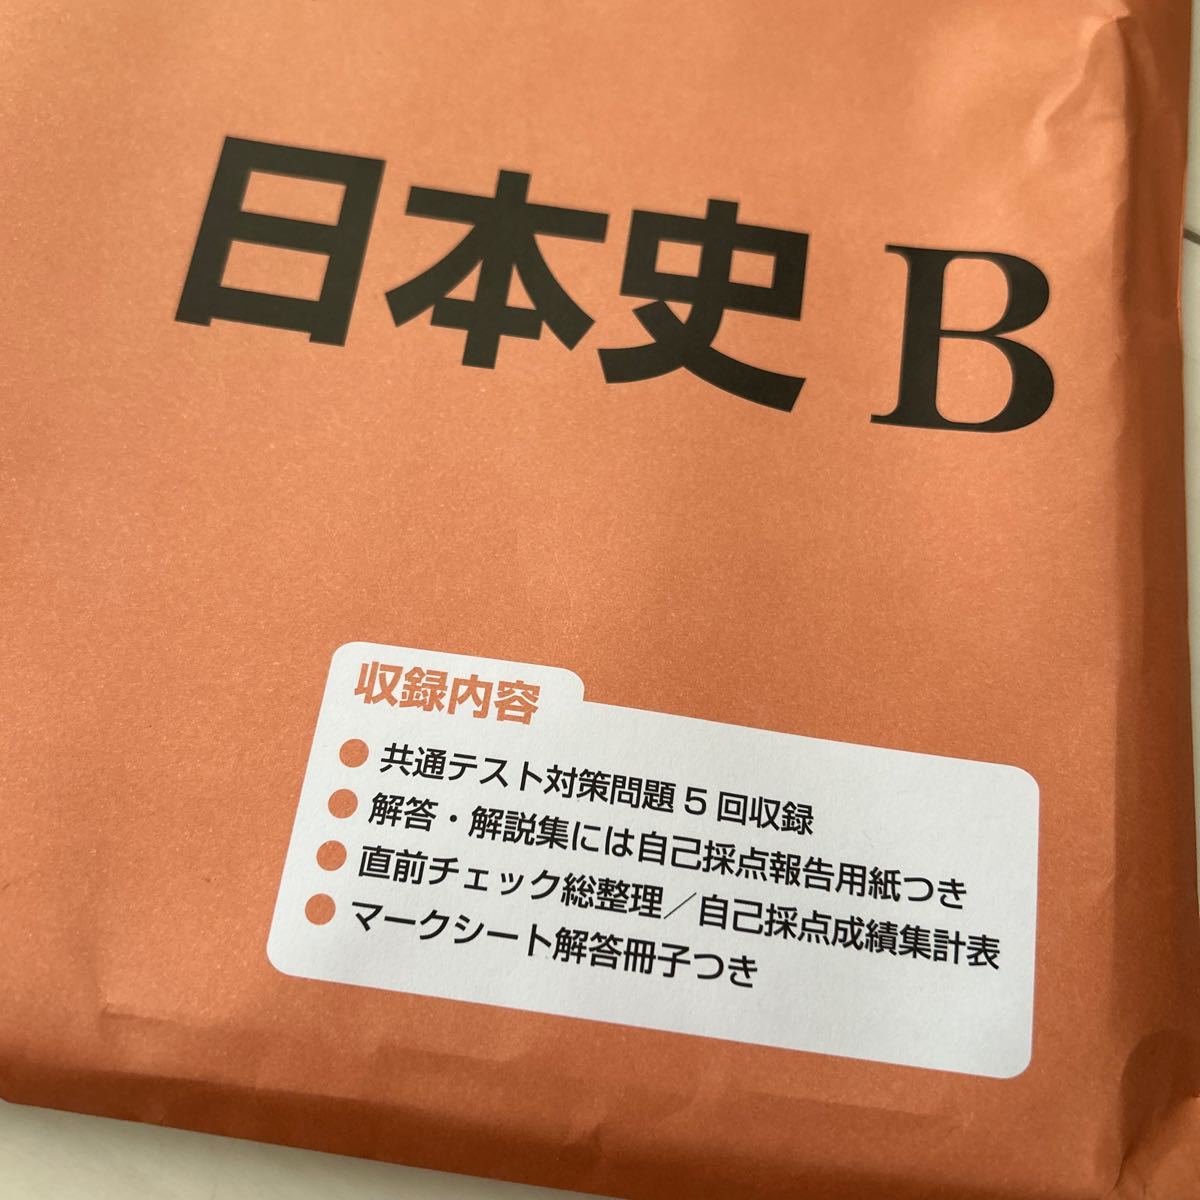 日本史B
収録内容
● 共通テスト対策問題5回収録
● 解答・解説集には自己採点報告用紙つき
● 直前チェック総整理／自己採点成績集計表
● マークシート解答冊子つき